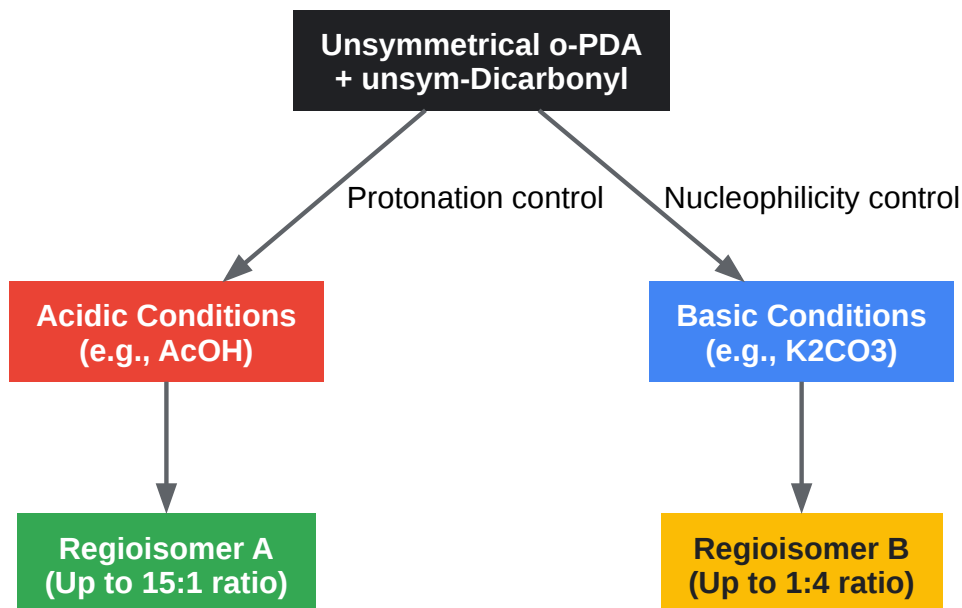 Unsymmetrical o-PDA
+ unsym-Dicarbonyl
Protonation control
Nucleophilicity control
Acidic Conditions
(e.g., AcOH)
Basic Conditions
(e.g., K2CO3)
Regioisomer A
(Up to 15:1 ratio)
Regioisomer B
(Up to 1:4 ratio)